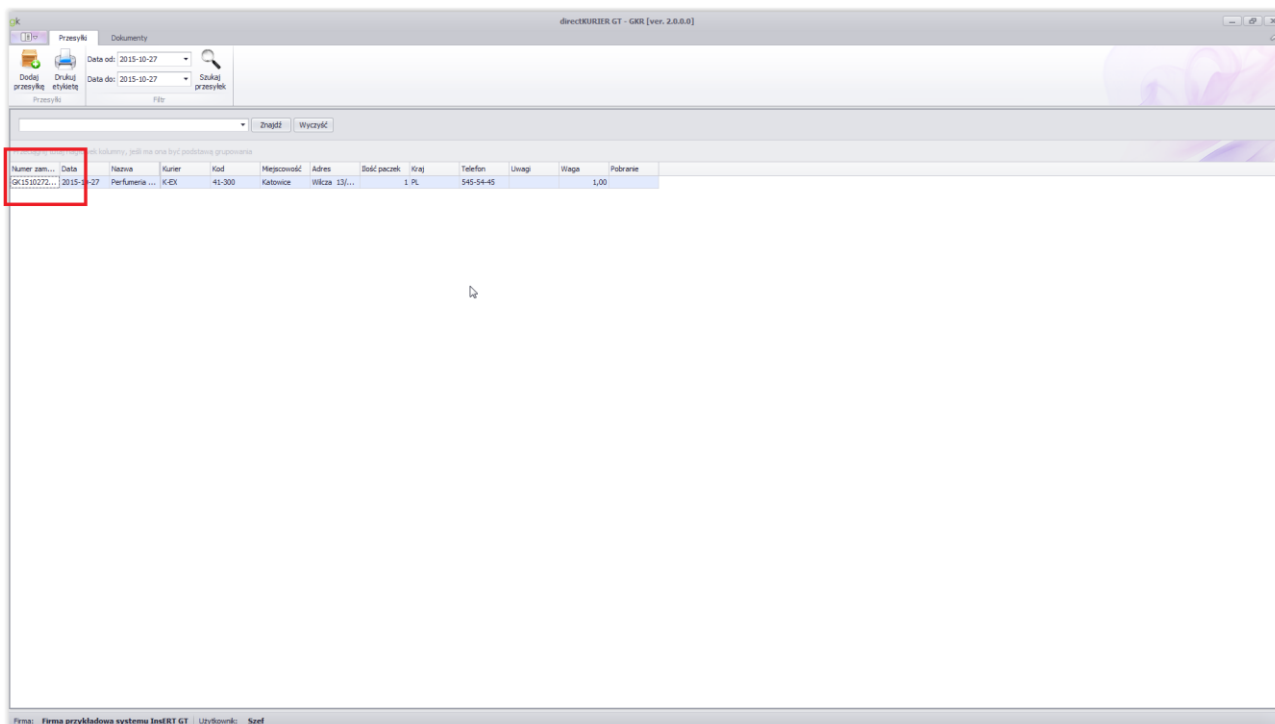 gk
directKURIER GT - GKR [ver. 2.0.0.0]
Przesyłki Dokumenty
Dodaj przesyłkę
Drukuj etykietę
Data od: 2015-10-27
Data do: 2015-10-27
Szukaj przesyłek
Przesyłki Filtr
Znajdź Wyczyść
kolumny, jeśli ma ona być podstawą grupowania
Numer zam... Data Nazwa Kurier Kod Miejscowość Adres Ilość paczek Kraj Telefon Uwagi Waga Pobranie
GK1510272... 2015-10-27 Perfumeria ... K-EX 41-300 Katowice Wilcza 13/... 1 PL 545-54-45 1,00
Firma: Firma przykładowa systemu InsERT GT Użytkownik: Szef